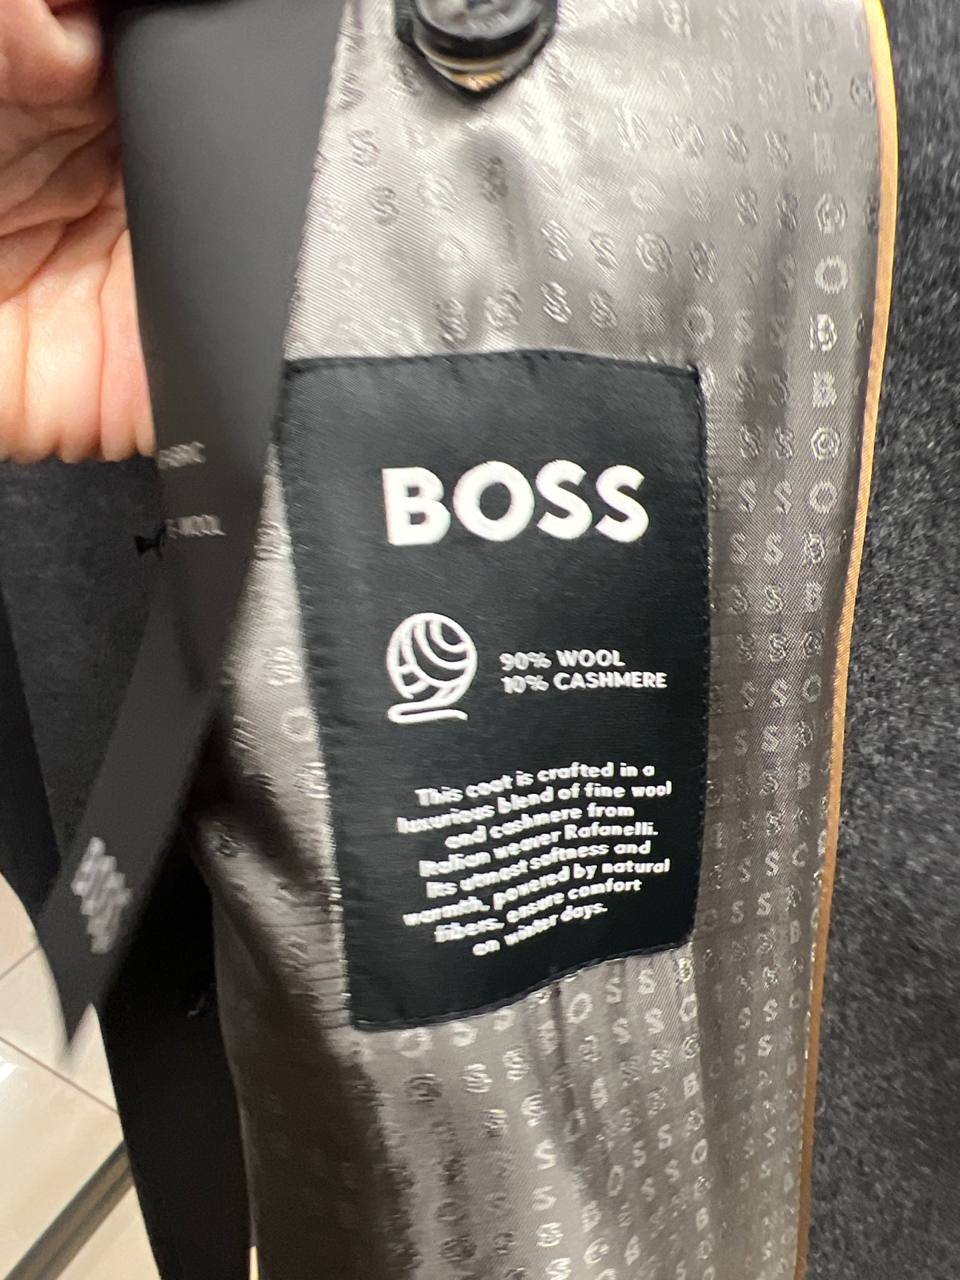 BOSS
90% WOOL
10% CASHMERE
This coat is crafted in a
luxurious blend of fine wool
and cashmere from
Italian weaver Rafanelli.
Its utmost softness and
warmth, powered by natural
fibers, ensure comfort
on winter days.
WOOL